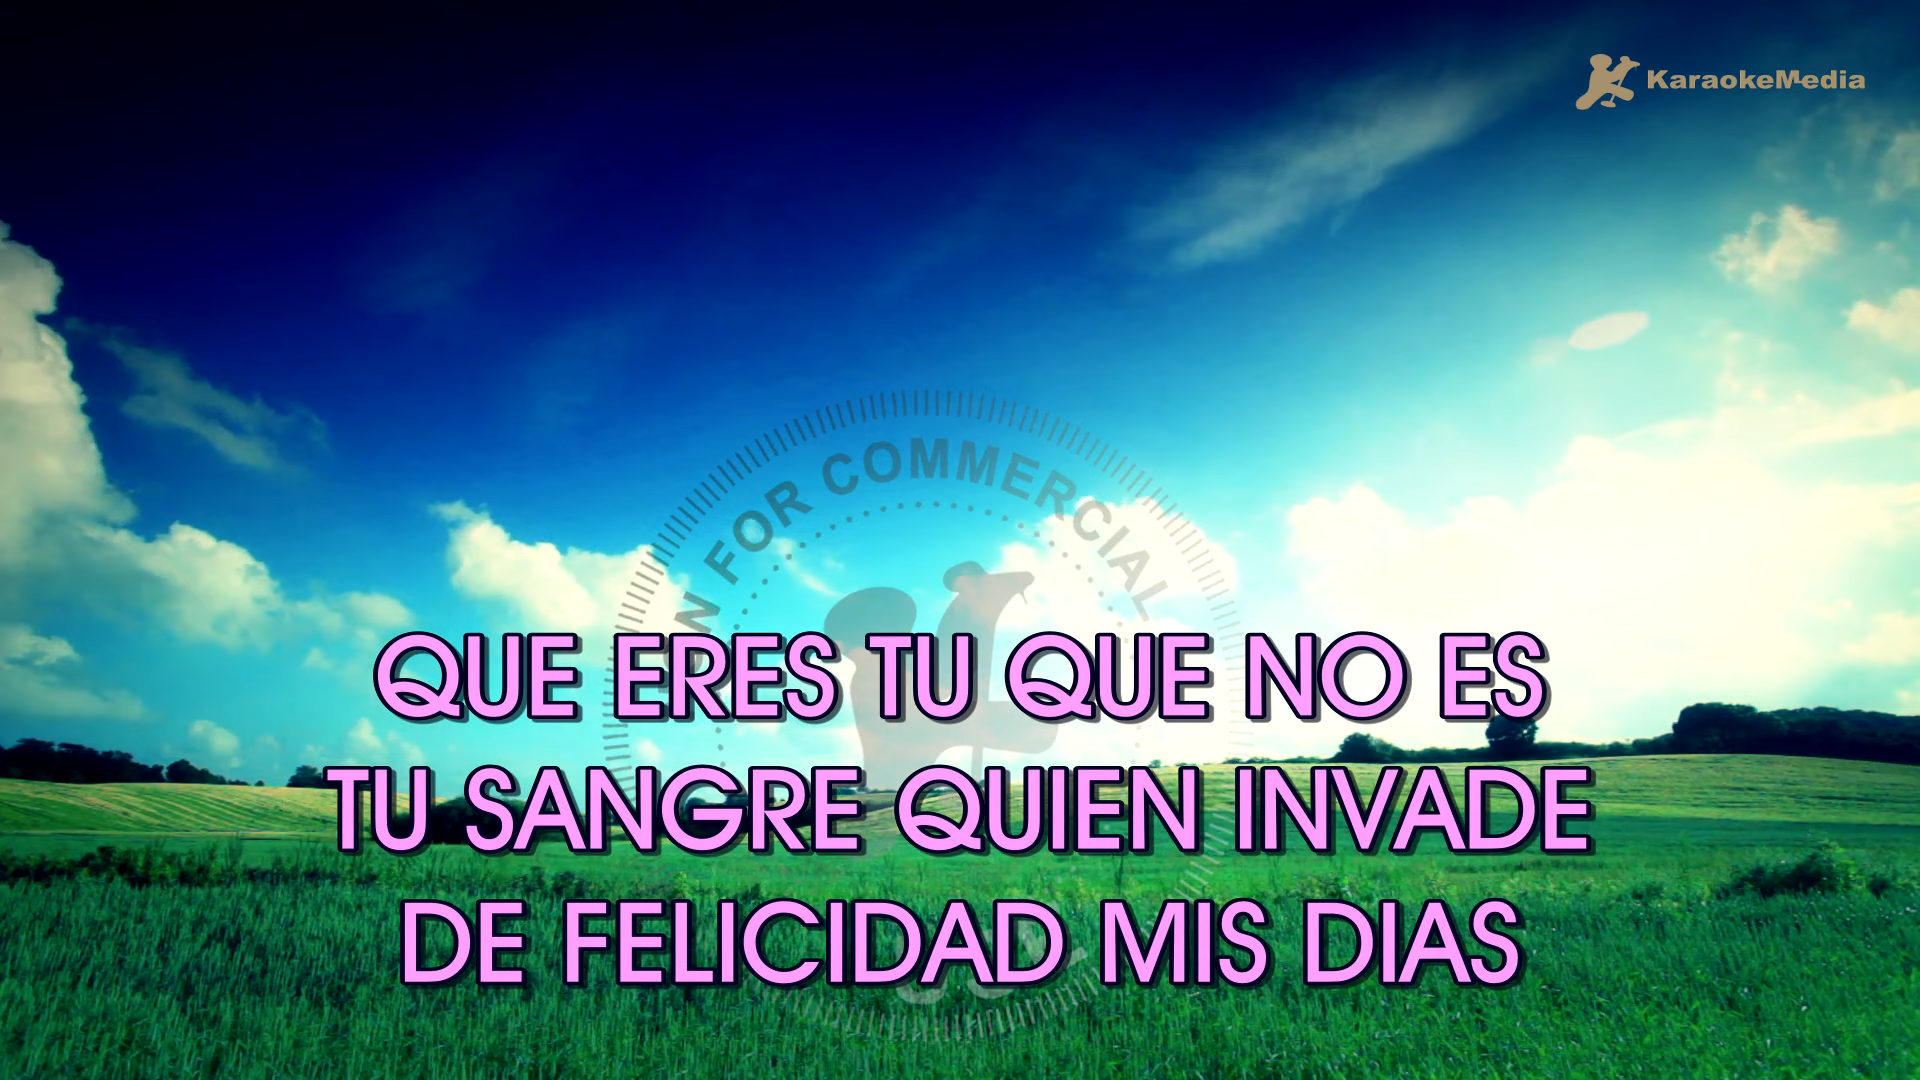 KaraokeMedia
N FOR COMMERCIAL
QUE ERES TU QUE NO ES
TU SANGRE QUIEN INVADE
DE FELICIDAD MIS DIAS